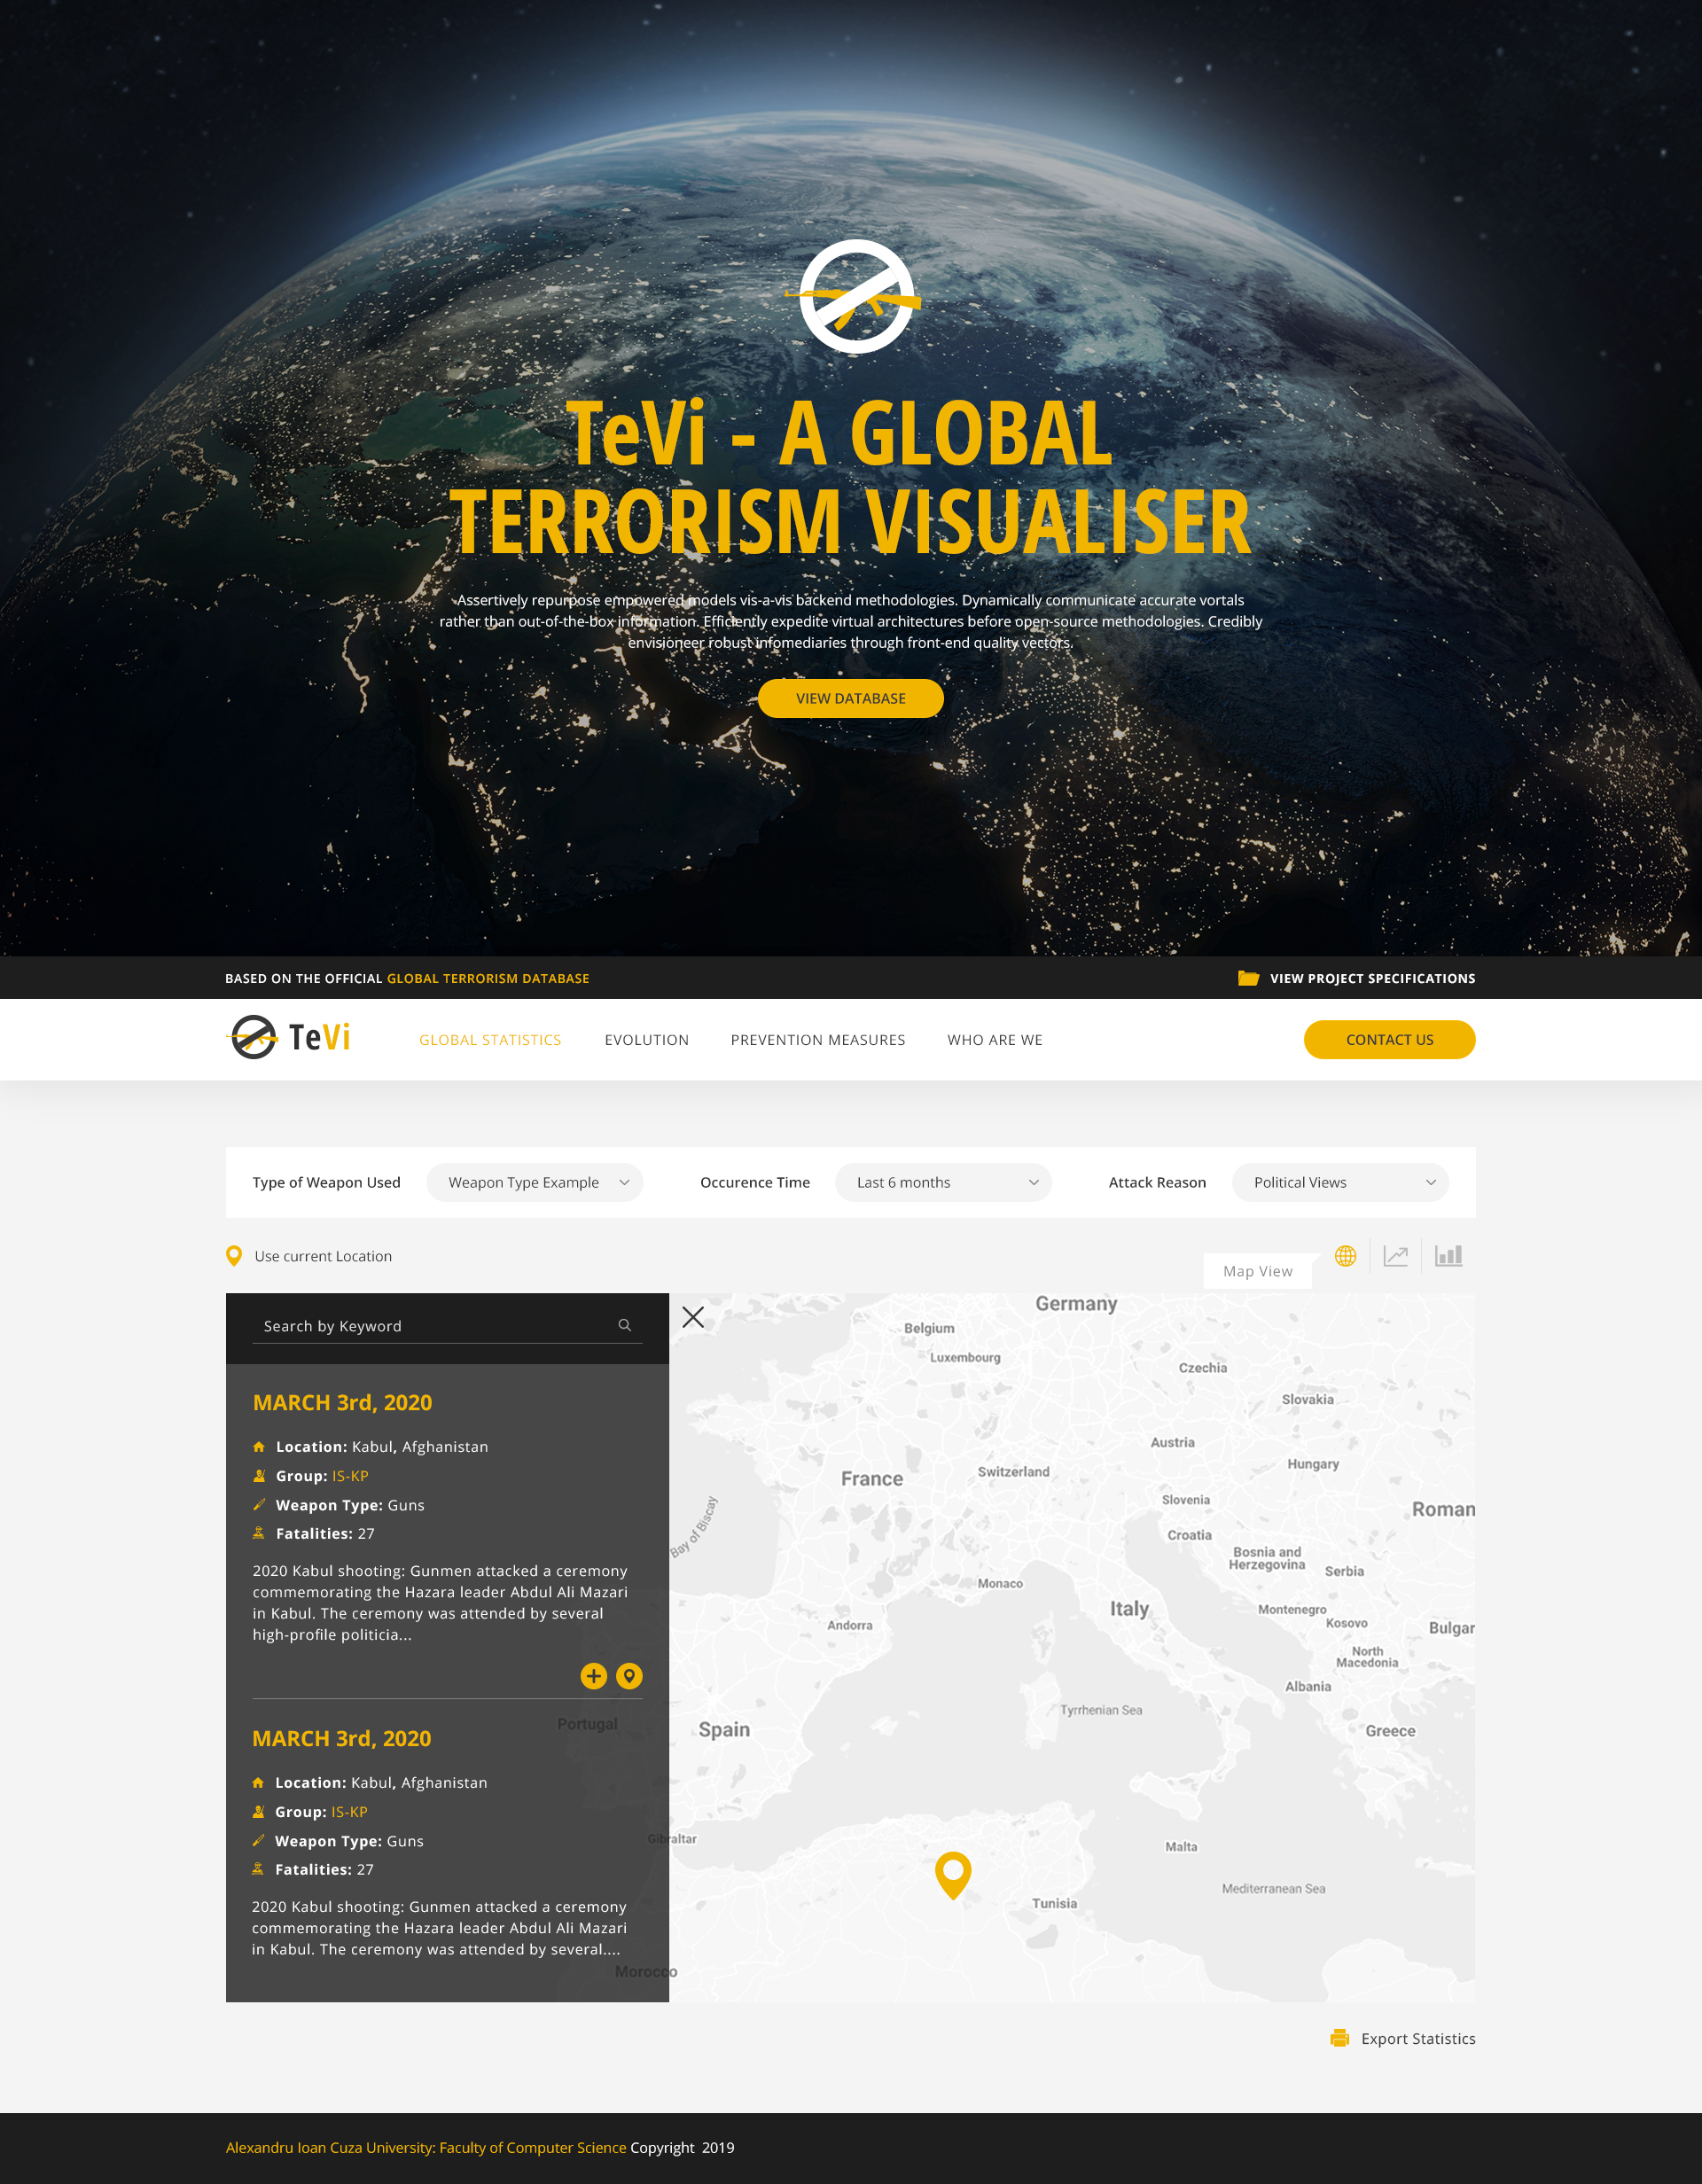 TeVi - A GLOBAL
TERRORISM VISUALISER
Assertively repurpose empowered models vis-a-vis backend methodologies. Dynamically communicate accurate vortals
rather than out-of-the-box information. Efficiently expedite virtual architectures before open-source methodologies. Credibly
envisioneer robust infomediaries through front-end quality vectors.
VIEW DATABASE
BASED ON THE OFFICIAL GLOBAL TERRORISM DATABASE
VIEW PROJECT SPECIFICATIONS
TeVi
GLOBAL STATISTICS
EVOLUTION
PREVENTION MEASURES
WHO ARE WE
CONTACT US
Type of Weapon Used
Weapon Type Example
Occurence Time
Last 6 months
Attack Reason
Political Views
Use current Location
Map View
Search by Keyword
MARCH 3rd, 2020
Location: Kabul, Afghanistan
Group: IS-KP
Weapon Type: Guns
Fatalities: 27
2020 Kabul shooting: Gunmen attacked a ceremony
commemorating the Hazara leader Abdul Ali Mazari
in Kabul. The ceremony was attended by several
high-profile politicia...
MARCH 3rd, 2020
Location: Kabul, Afghanistan
Group: IS-KP
Weapon Type: Guns
Fatalities: 27
2020 Kabul shooting: Gunmen attacked a ceremony
commemorating the Hazara leader Abdul Ali Mazari
in Kabul. The ceremony was attended by several....
Germany
Belgium
Luxembourg
Czechia
Slovakia
Austria
Hungary
France
Switzerland
Slovenia
Roman
Croatia
Bay of Biscay
Bosnia and
Herzegovina
Serbia
Monaco
Italy
Montenegro
Kosovo
Andorra
Bulgar
North
Macedonia
Albania
Tyrrhenian Sea
Portugal
Spain
Greece
Gibraltar
Malta
Mediterranean Sea
Tunisia
Morocco
Export Statistics
Alexandru Ioan Cuza University: Faculty of Computer Science Copyright 2019